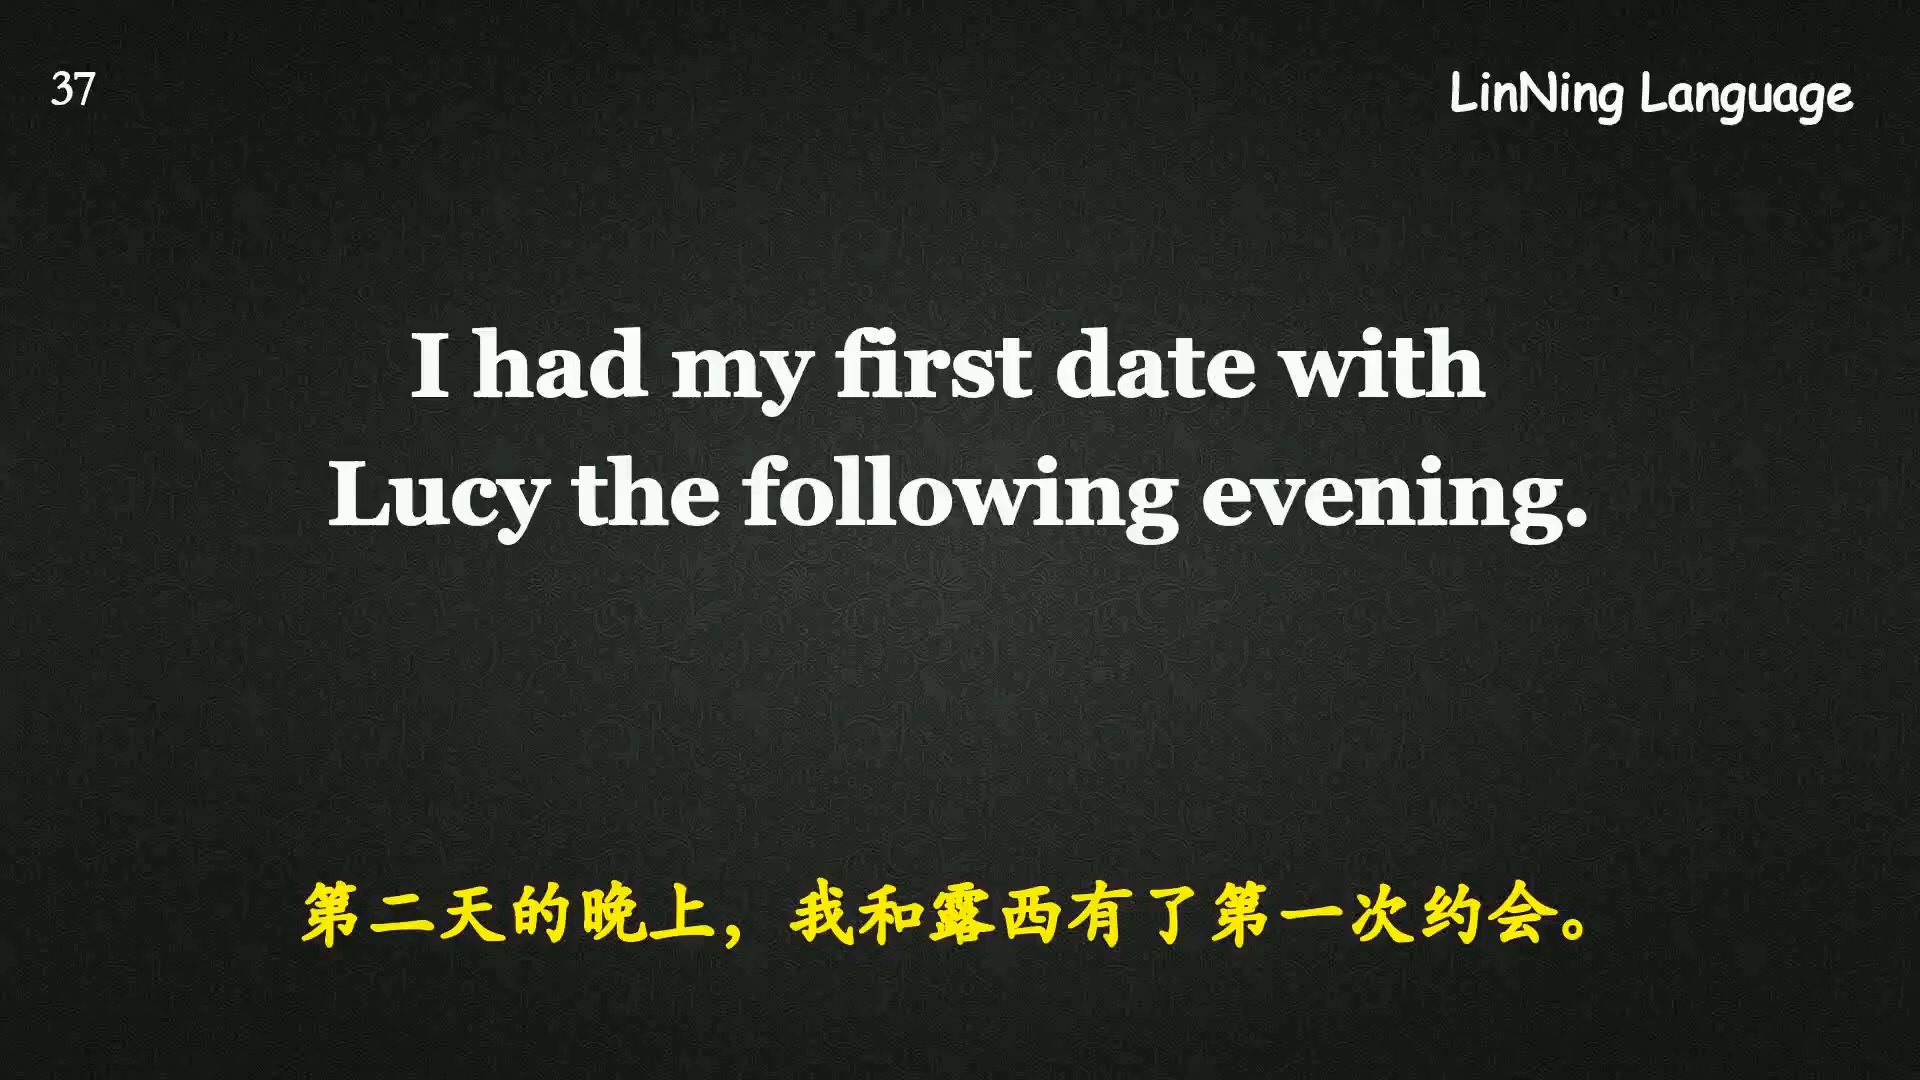 37
LinNing Language
I had my first date with
Lucy the following evening.
第二天的晚上，我和露西有了第一次约会。